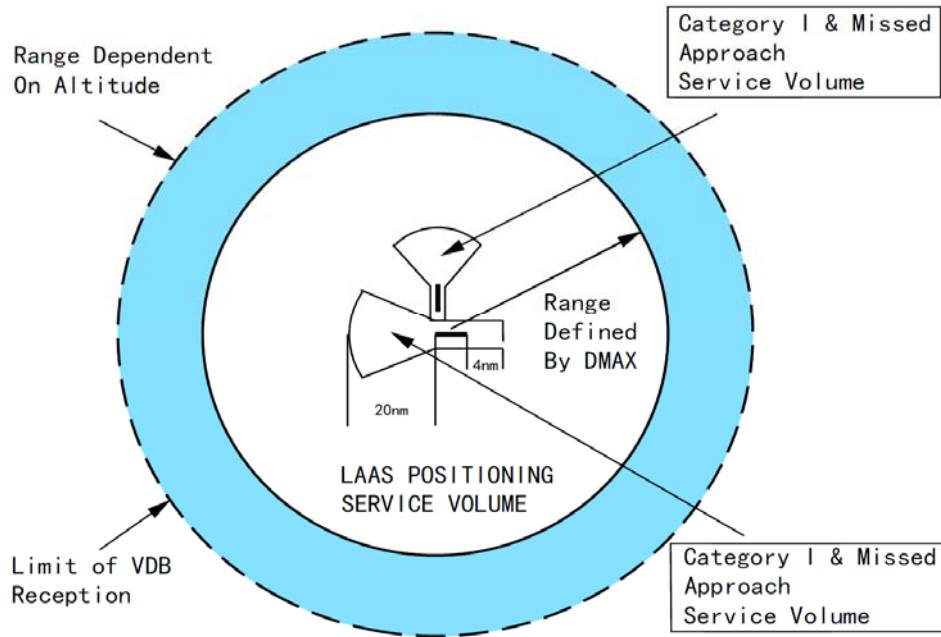 Range Dependent
On Altitude
Category I & Missed
Approach
Service Volume
Range
Defined
By DMAX
4nm
20nm
LAAS POSITIONING
SERVICE VOLUME
Limit of VDB
Reception
Category I & Missed
Approach
Service Volume